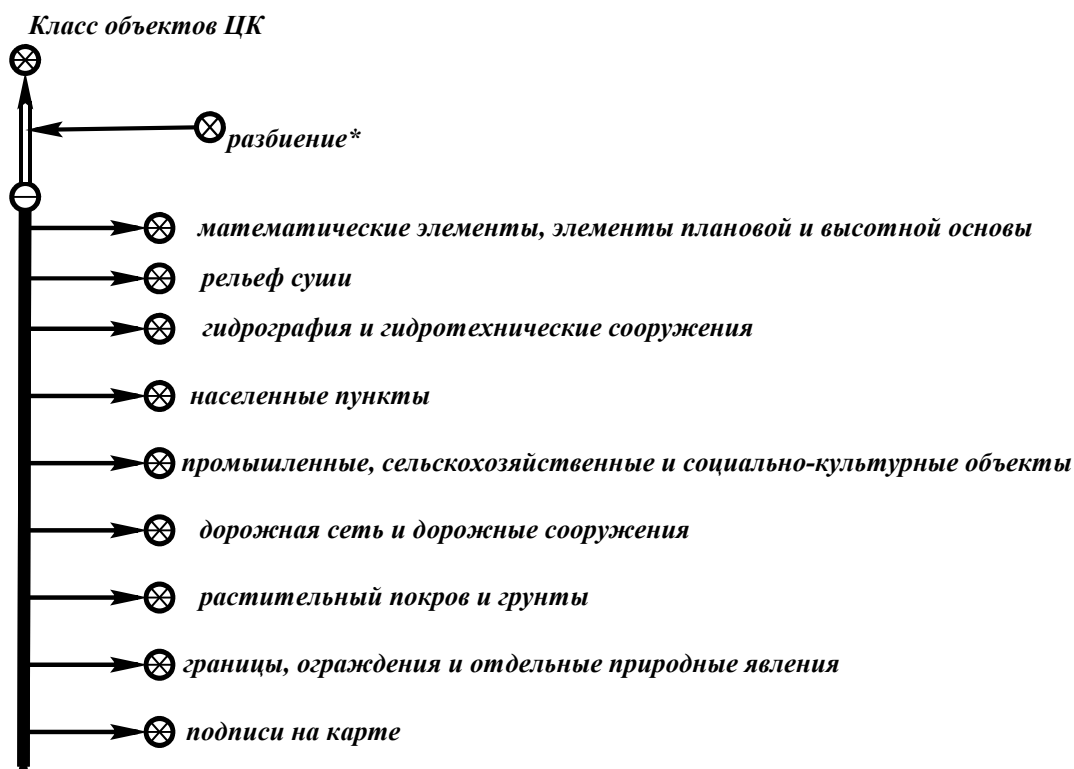 Класс объектов ЦК
разбиение*
математические элементы, элементы плановой и высотной основы
рельеф суши
гидрография и гидротехнические сооружения
населенные пункты
промышленные, сельскохозяйственные и социально-культурные объекты
дорожная сеть и дорожные сооружения
растительный покров и грунты
границы, ограждения и отдельные природные явления
подписи на карте